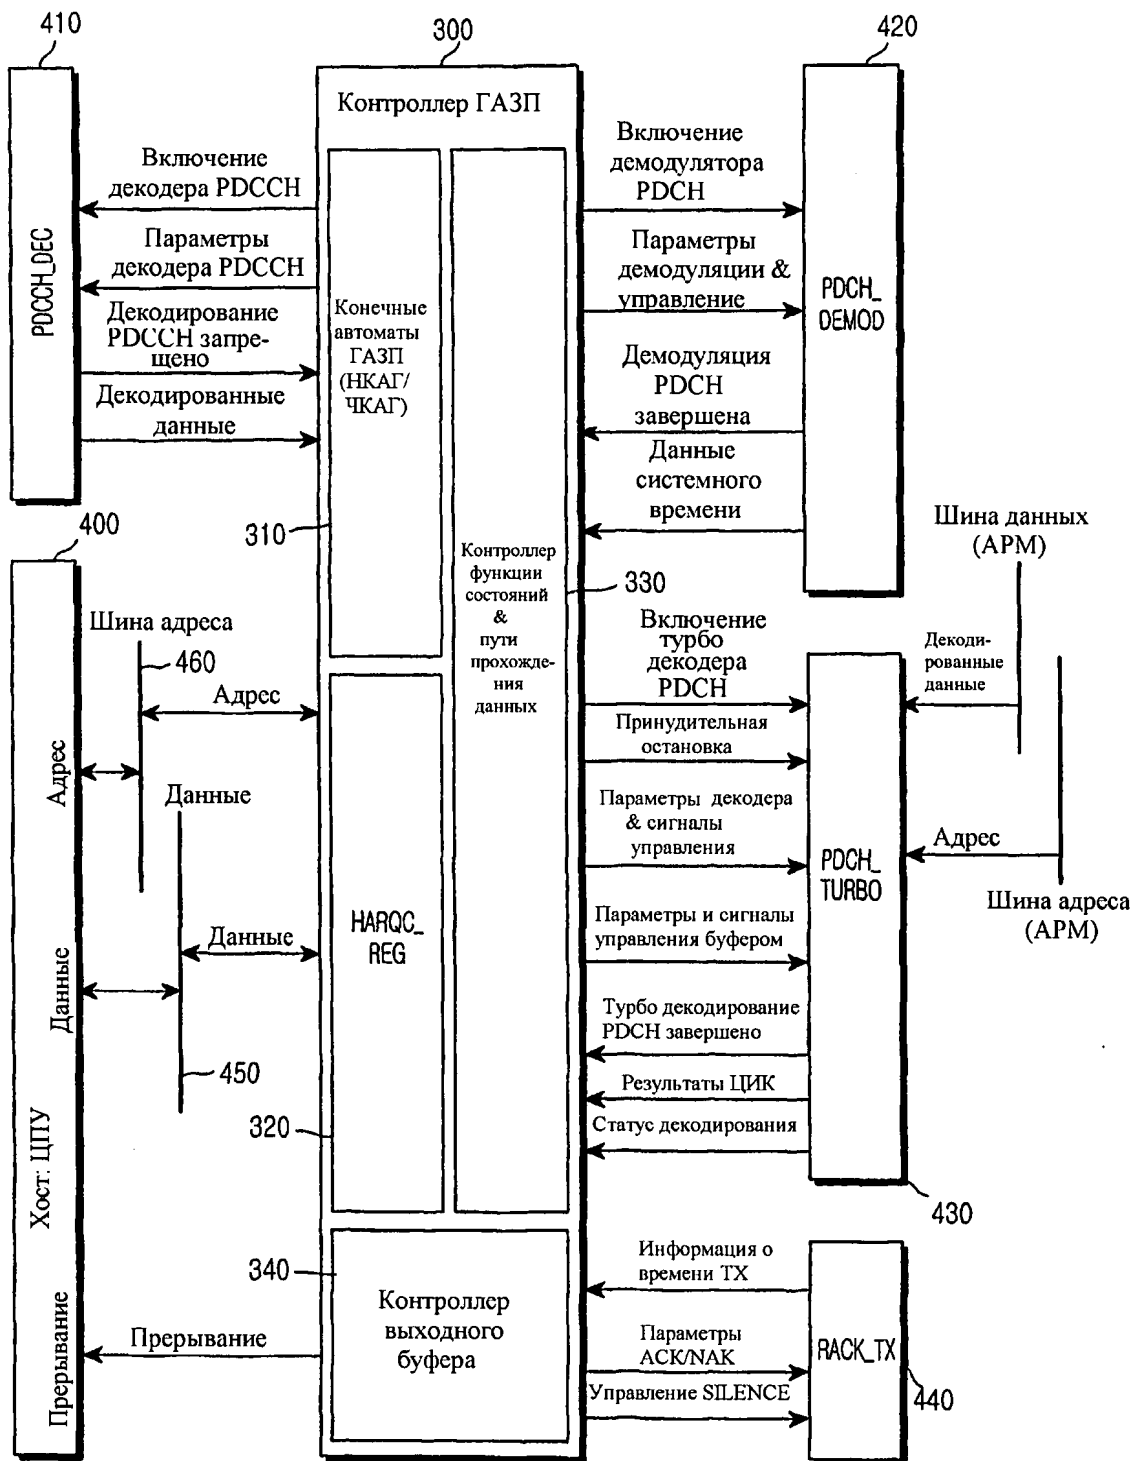 410
300
420
Контроллер ГАЗП
PDCCH_DEC
Включение
декодера PDCCH
Параметры
декодера PDCCH
Декодирование
PDCCH запре-
щено
Декодированные
данные
Конечные
автоматы
ГАЗП
(НКАГ/
ЧКАГ)
310
Контроллер
функции
состояний
&
пути
прохожде-
ния
данных
330
Включение
демодулятора
PDCH
Параметры
демодуляции &
управление
Демодуляция
PDCH
завершена
Данные
системного
времени
PDCH_
DEMOD
400
Шина адреса
460
Адрес
Адрес
Данные
Данные
Данные
450
Хост: ЦПУ
Прерывание
Прерывание
HARQC_
REG
320
340
Контроллер
выходного
буфера
Включение
турбо
декодера
PDCH
Принудительная
остановка
Параметры декодера
& сигналы
управления
Параметры и сигналы
управления буфером
Турбо декодирование
PDCH завершено
Результаты ЦИК
Статус декодирования
PDCH_
TURBO
430
Шина данных
(АРМ)
Декоди-
рованные
данные
Адрес
Шина адреса
(АРМ)
Информация о
времени TX
Параметры
ACK/NAK
Управление SILENCE
RACK_TX
440